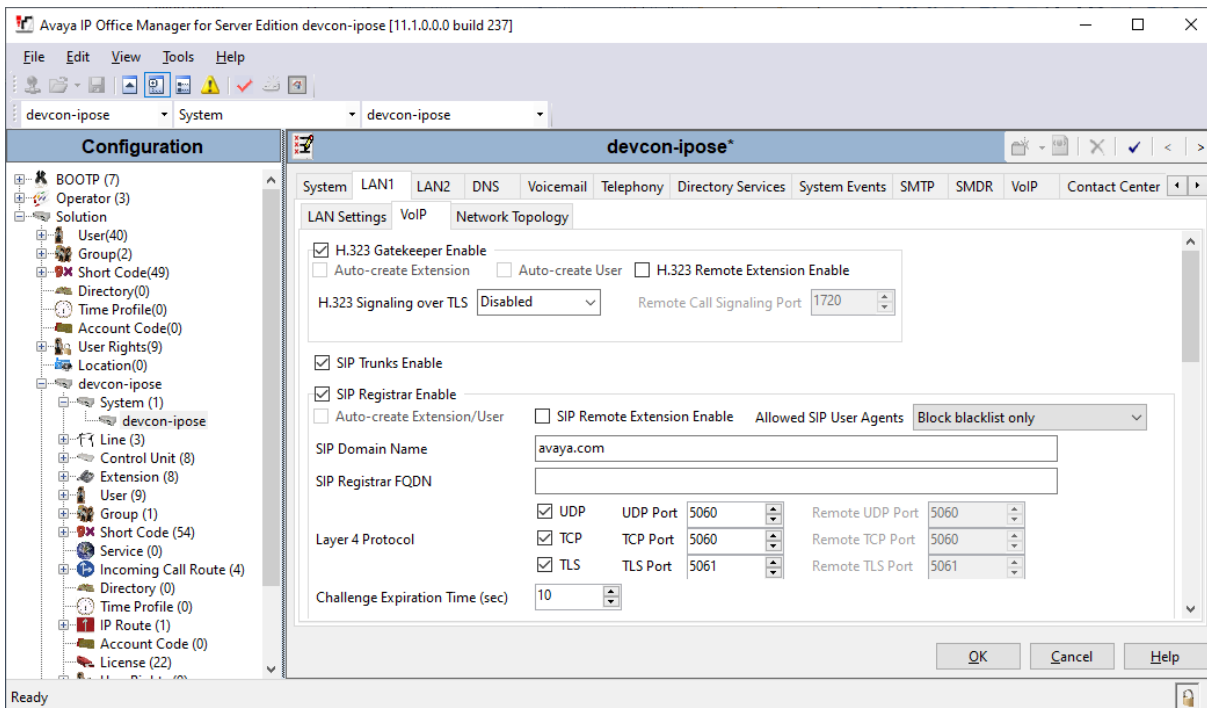 Avaya IP Office Manager for Server Edition devcon-ipose [11.1.0.0.0 build 237]
File Edit View Tools Help
devcon-ipose System devcon-ipose
Configuration
BOOTP (7)
Operator (3)
Solution
User(40)
Group(2)
Short Code(49)
Directory(0)
Time Profile(0)
Account Code(0)
User Rights(9)
Location(0)
devcon-ipose
System (1)
devcon-ipose
Line (3)
Control Unit (8)
Extension (8)
User (9)
Group (1)
Short Code (54)
Service (0)
Incoming Call Route (4)
Directory (0)
Time Profile (0)
IP Route (1)
Account Code (0)
License (22)
devcon-ipose*
System LAN1 LAN2 DNS Voicemail Telephony Directory Services System Events SMTP SMDR VoIP Contact Center
LAN Settings VoIP Network Topology
H.323 Gatekeeper Enable
Auto-create Extension Auto-create User H.323 Remote Extension Enable
H.323 Signaling over TLS Disabled Remote Call Signaling Port 1720
SIP Trunks Enable
SIP Registrar Enable
Auto-create Extension/User SIP Remote Extension Enable Allowed SIP User Agents Block blacklist only
SIP Domain Name avaya.com
SIP Registrar FQDN
UDP UDP Port 5060 Remote UDP Port 5060
Layer 4 Protocol TCP TCP Port 5060 Remote TCP Port 5060
TLS TLS Port 5061 Remote TLS Port 5061
Challenge Expiration Time (sec) 10
OK Cancel Help
Ready